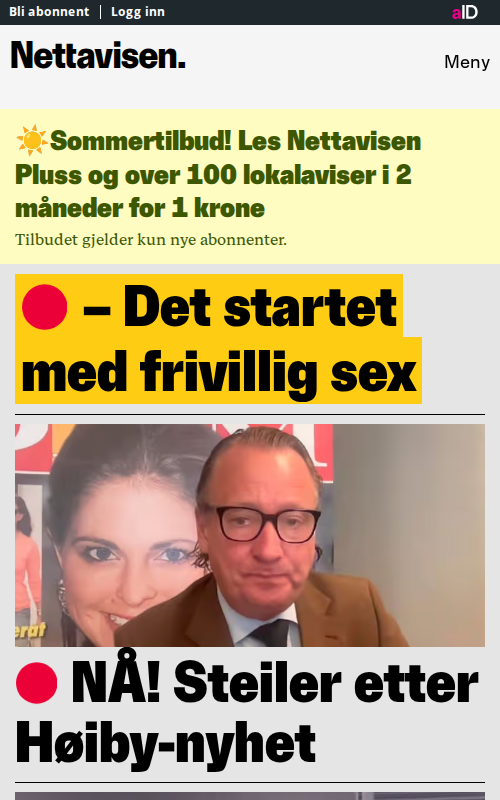 Bli abonnent | Logg inn
aID
Nettavisen.
Meny
☀️Sommertilbud! Les Nettavisen
Pluss og over 100 lokalaviser i 2
måneder for 1 krone
Tilbudet gjelder kun nye abonnenter.
– Det startet
med frivillig sex
erat
NÅ! Steiler etter
Høiby-nyhet